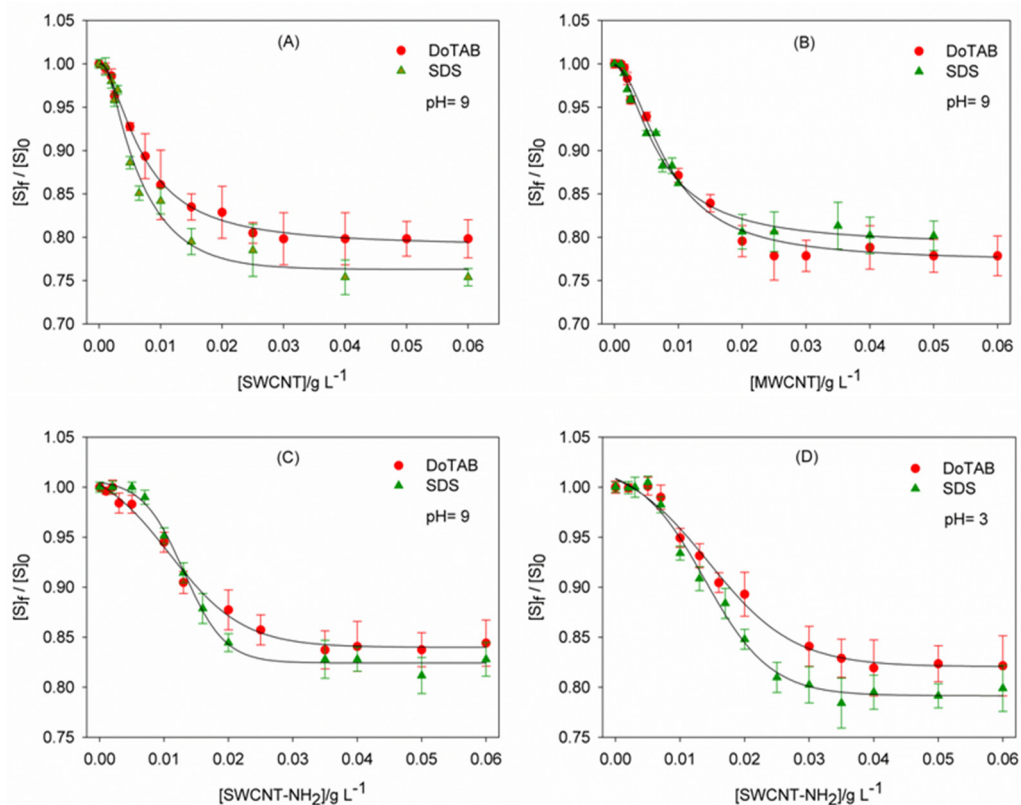 1.05
1.00
0.95
0.90
0.85
0.80
0.75
0.70
[S]f / [S]0
(A)
DoTAB
SDS
pH= 9
0.00 0.01 0.02 0.03 0.04 0.05 0.06
[SWCNT]/g L-1
1.05
1.00
0.95
0.90
0.85
0.80
0.75
0.70
[S]f / [S]0
(B)
DoTAB
SDS
pH= 9
0.00 0.01 0.02 0.03 0.04 0.05 0.06
[MWCNT]/g L-1
1.05
1.00
0.95
0.90
0.85
0.80
0.75
[S]f / [S]0
(C)
DoTAB
SDS
pH= 9
0.00 0.01 0.02 0.03 0.04 0.05 0.06
[SWCNT-NH2]/g L-1
1.05
1.00
0.95
0.90
0.85
0.80
0.75
[S]f / [S]0
(D)
DoTAB
SDS
pH= 3
0.00 0.01 0.02 0.03 0.04 0.05 0.06
[SWCNT-NH2]/g L-1